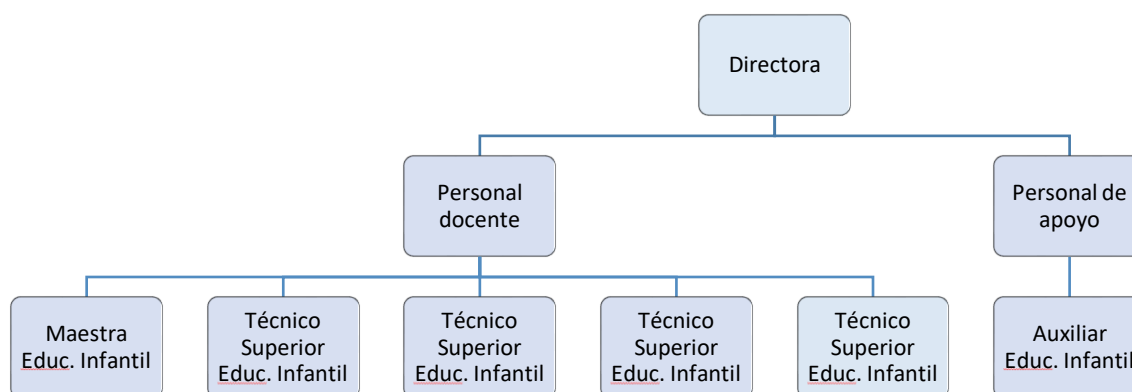 Directora
Personal
docente
Personal de
apoyo
Maestra
Educ. Infantil
Técnico
Superior
Educ. Infantil
Técnico
Superior
Educ. Infantil
Técnico
Superior
Educ. Infantil
Técnico
Superior
Educ. Infantil
Auxiliar
Educ. Infantil